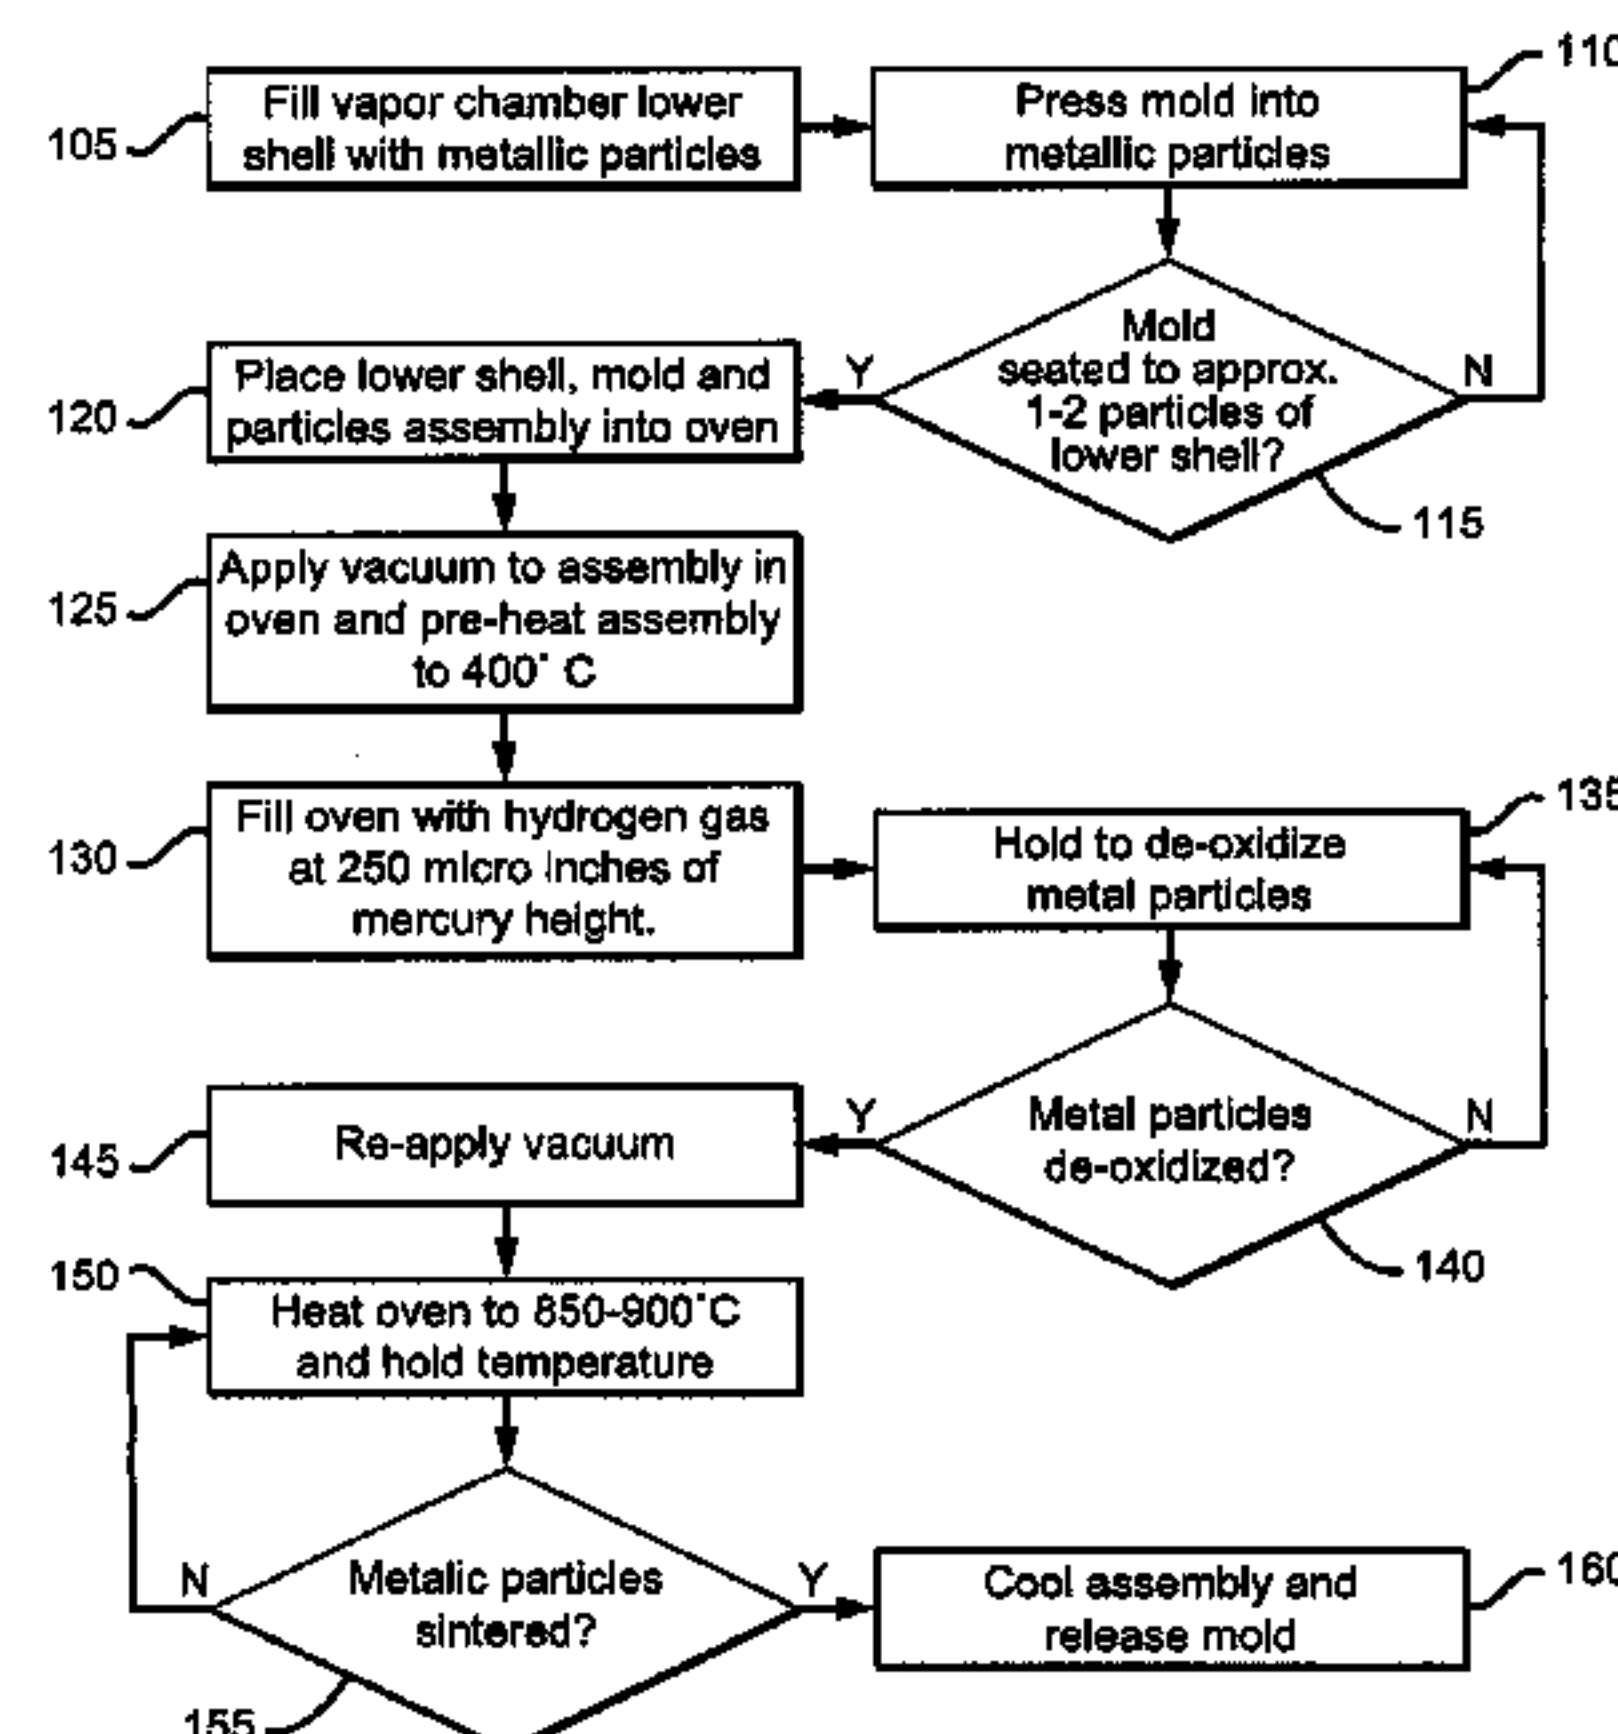 105
Fill vapor chamber lower
shell with metallic particles
110
Press mold into
metallic particles
Mold
seated to approx.
1-2 particles of
lower shell?
Y
N
115
120
Place lower shell, mold and
particles assembly into oven
125
Apply vacuum to assembly in
oven and pre-heat assembly
to 400° C
130
Fill oven with hydrogen gas
at 250 micro inches of
mercury height.
135
Hold to de-oxidize
metal particles
Metal particles
de-oxidized?
Y
N
140
145
Re-apply vacuum
150
Heat oven to 850-900°C
and hold temperature
Metalic particles
sintered?
N
Y
155
160
Cool assembly and
release mold